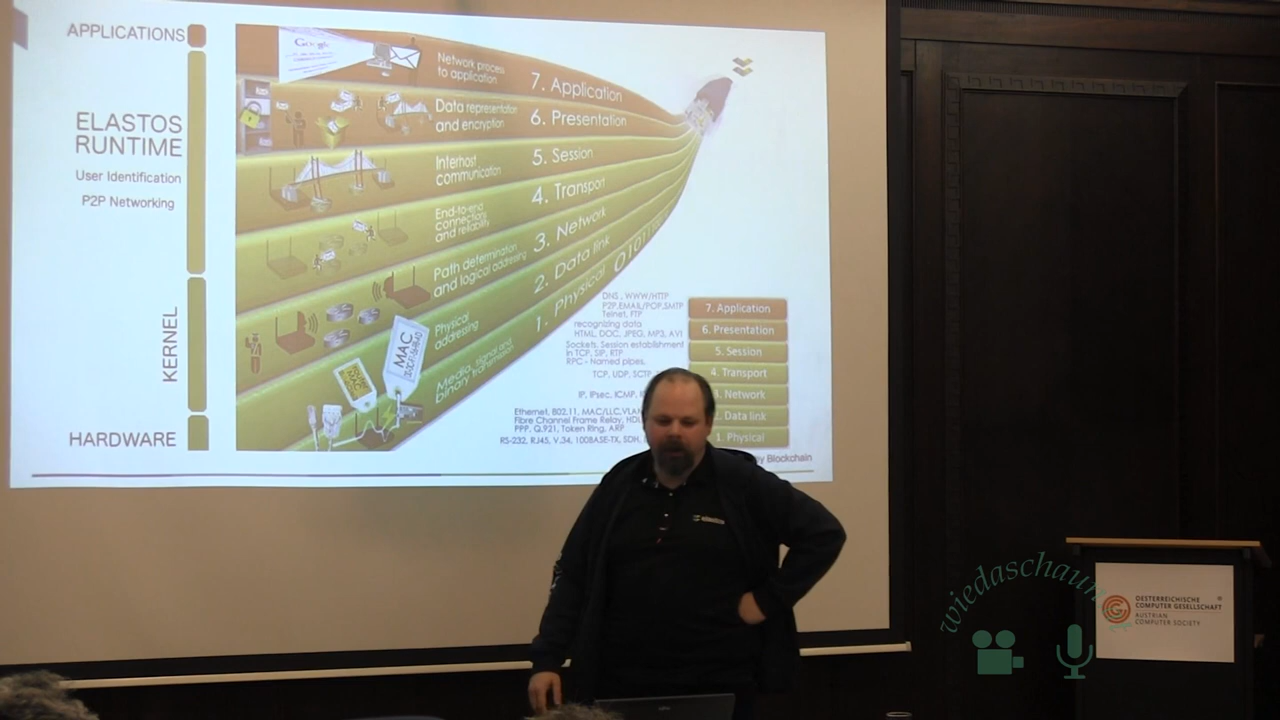 APPLICATIONS
ELASTOS
RUNTIME
User Identification
P2P Networking
KERNEL
HARDWARE
Google
Network process
to application
7. Application
Data representation
and encryption
6. Presentation
Interhost
communication
5. Session
End-to-end
connections
and reliability
4. Transport
Path determination
and logical addressing
3. Network
Physical
addressing
2. Data link
Media, signal and
binary transmission
1. Physical
MAC
DNS, WWW/HTTP
P2P, EMAIL/POP, SMTP
Telnet, FTP
recognizing data
HTML, DOC, JPEG, MP3, AVI
Sockets. Session establishment
in TCP, SIP, RTP
RPC - Named pipes,
TCP, UDP, SCTP
IP, IPsec, ICMP,
Ethernet, 802.11, MAC/LLC, VLAN
Fibre Channel Frame Relay, HDL
PPP, Q.921, Token Ring, ARP
RS-232, RJ45, V.34, 100BASE-TX, SDH,
7. Application
6. Presentation
5. Session
4. Transport
3. Network
2. Data link
1. Physical
Blockchain
wiedaschaun
OESTERREICHISCHE
COMPUTER GESELLSCHAFT
AUSTRIAN
COMPUTER SOCIETY